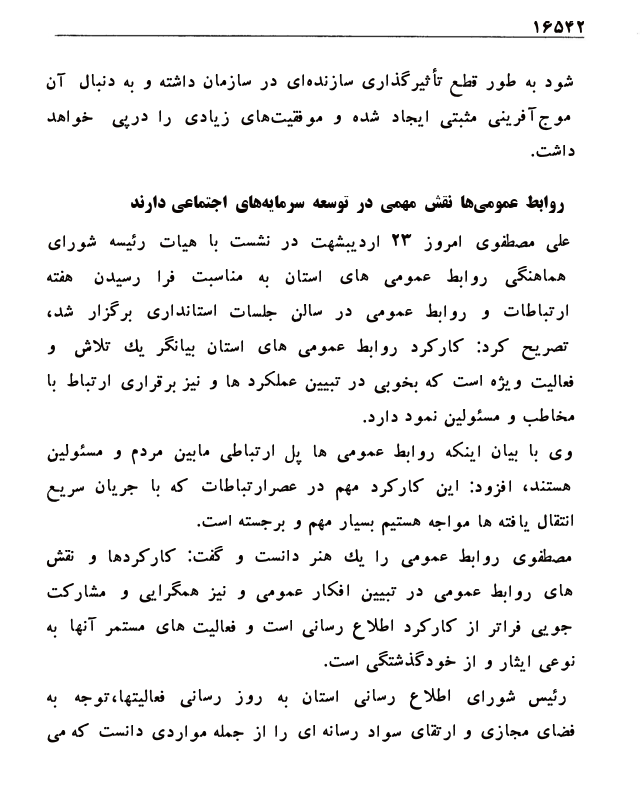 ۱۶۵۴۲
شود به طور قطع تأثیرگذاری سازنده‌ای در سازمان داشته و به دنبال آن
موج‌آفرینی مثبتی ایجاد شده و موفقیت‌های زیادی را درپی خواهد
داشت.
روابط عمومی‌ها نقش مهمی در توسعه سرمایه‌های اجتماعی دارند
علی مصطفوی امروز ۲۳ اردیبشهت در نشست با هیات رئیسه شورای
هماهنگی روابط عمومی های استان به مناسبت فرا رسیدن هفته
ارتباطات و روابط عمومی در سالن جلسات استانداری برگزار شد،
تصریح کرد: کارکرد روابط عمومی های استان بیانگر یك تلاش و
فعالیت ویژه است که بخوبی در تبیین عملکرد ها و نیز برقراری ارتباط با
مخاطب و مسئولین نمود دارد.
وی با بیان اینکه روابط عمومی ها پل ارتباطی مابین مردم و مسئولین
هستند، افزود: این کارکرد مهم در عصرارتباطات که با جریان سریع
انتقال یافته ها مواجه هستیم بسیار مهم و برجسته است.
مصطفوی روابط عمومی را یك هنر دانست و گفت: کارکردها و نقش
های روابط عمومی در تبیین افکار عمومی و نیز همگرایی و مشارکت
جویی فراتر از کارکرد اطلاع رسانی است و فعالیت های مستمر آنها به
نوعی ایثار و از خودگذشتگی است.
رئیس شورای اطلاع رسانی استان به روز رسانی فعالیتها،توجه به
فضای مجازی و ارتقای سواد رسانه ای را از جمله مواردی دانست که می